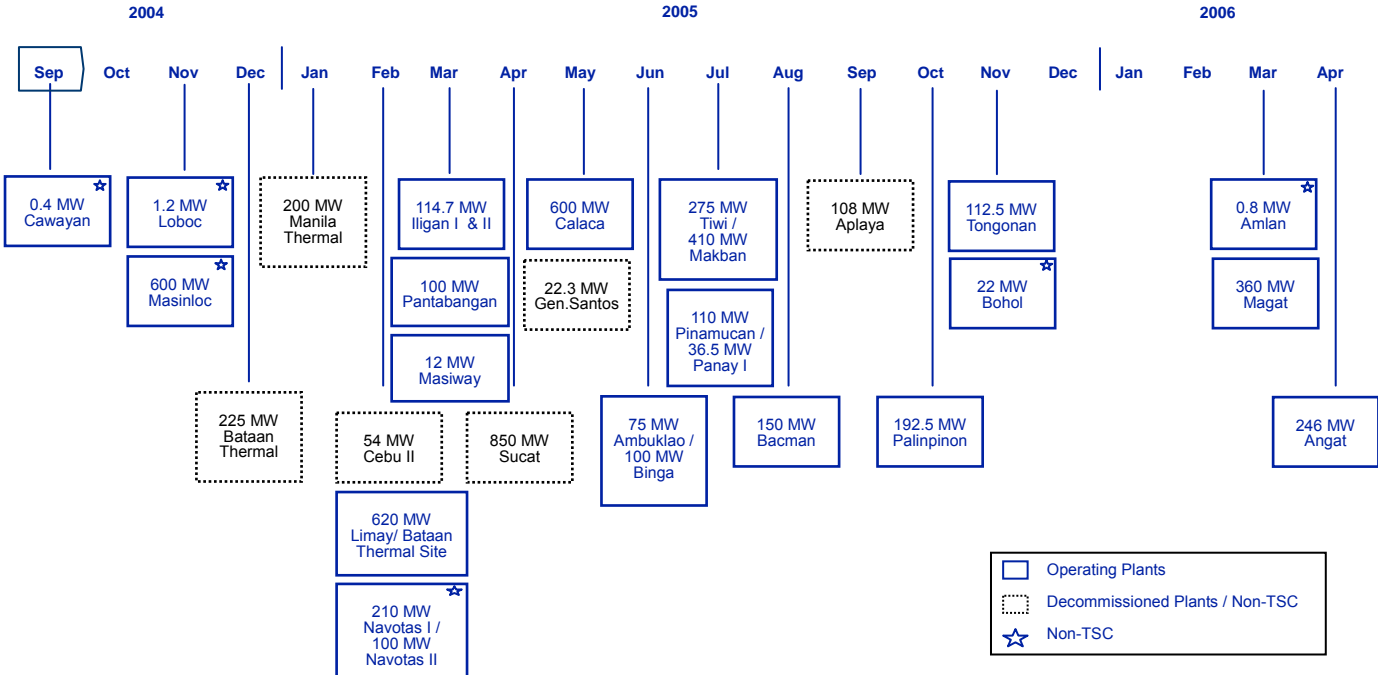 2004
2005
2006
Sep
Oct
Nov
Dec
Jan
Feb
Mar
Apr
May
Jun
Jul
Aug
Sep
Oct
Nov
Dec
Jan
Feb
Mar
Apr
0.4 MW
Cawayan
1.2 MW
Loboc
600 MW
Masinloc
225 MW
Bataan
Thermal
200 MW
Manila
Thermal
54 MW
Cebu II
620 MW
Limay/ Bataan
Thermal Site
210 MW
Navotas I /
100 MW
Navotas II
114.7 MW
Iligan I & II
100 MW
Pantabangan
12 MW
Masiway
850 MW
Sucat
600 MW
Calaca
22.3 MW
Gen.Santos
75 MW
Ambuklao /
100 MW
Binga
275 MW
Tiwi /
410 MW
Makban
110 MW
Pinamucan /
36.5 MW
Panay I
150 MW
Bacman
108 MW
Aplaya
192.5 MW
Palinpinon
112.5 MW
Tongonan
22 MW
Bohol
0.8 MW
Amlan
360 MW
Magat
246 MW
Angat
Operating Plants
Decommissioned Plants / Non-TSC
Non-TSC